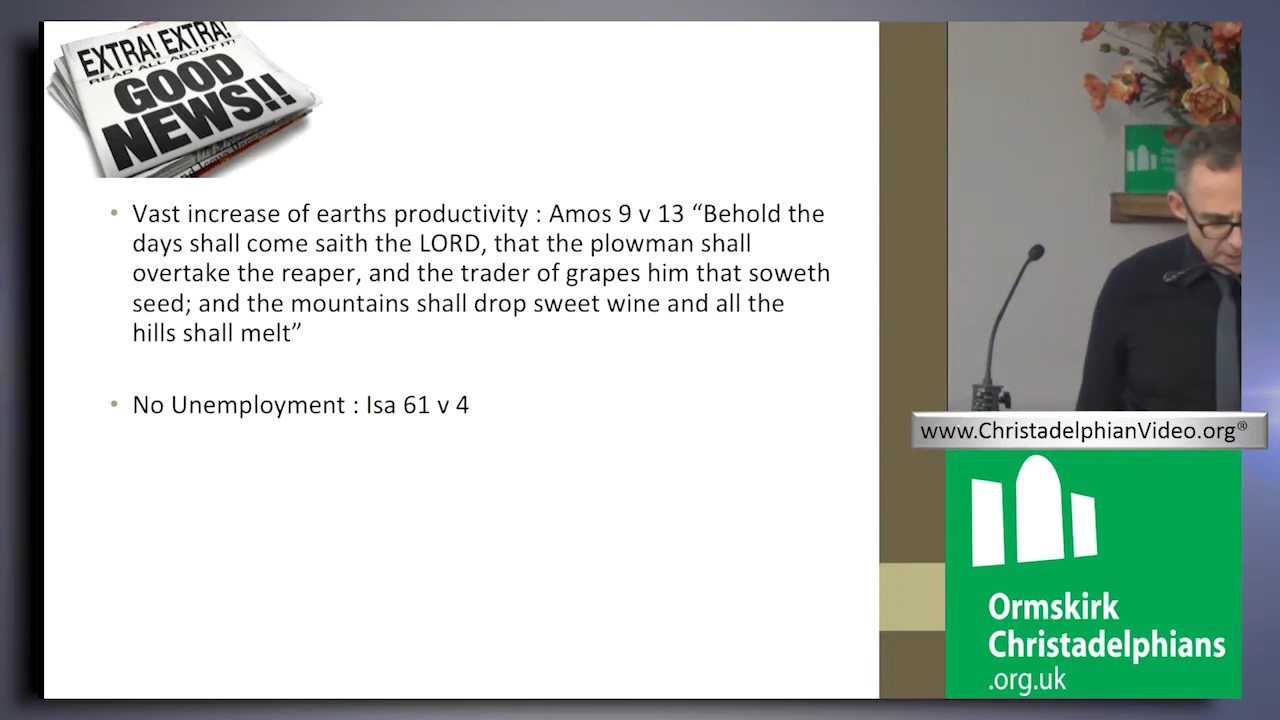 EXTRA! EXTRA!
READ ALL ABOUT IT!
GOOD
NEWS!!
• Vast increase of earths productivity : Amos 9 v 13 “Behold the
days shall come saith the LORD, that the plowman shall
overtake the reaper, and the trader of grapes him that soweth
seed; and the mountains shall drop sweet wine and all the
hills shall melt”
• No Unemployment : Isa 61 v 4
www.ChristadelphianVideo.org®
Ormskirk
Christadelphians
.org.uk